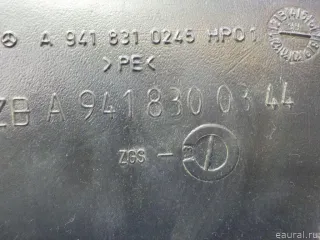 A 941 831 0245 HP01
>PE<
ZB A 941 830 03 44
ZGS -
eaural.ru